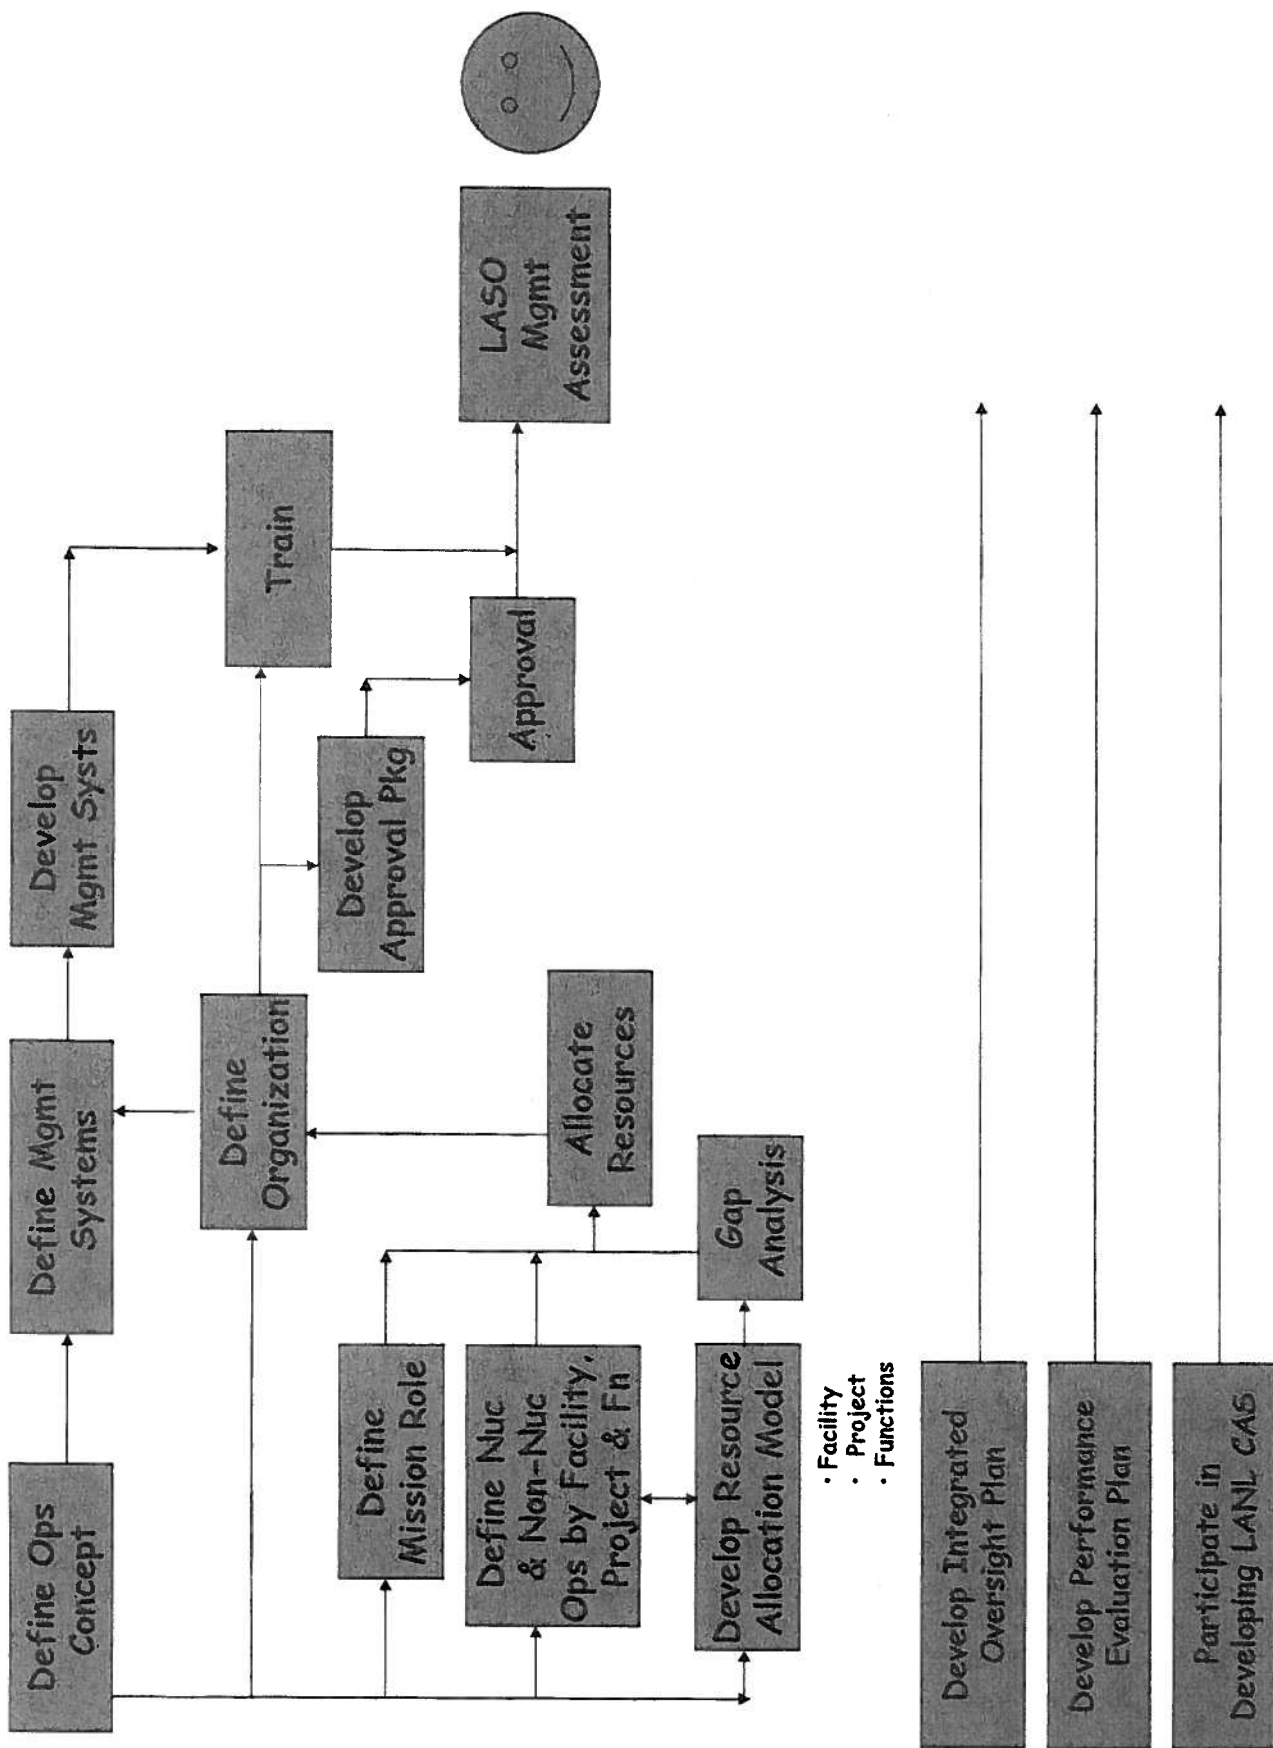 Define Ops
Concept
Define Mgmt
Systems
Develop
Mgmt Systs
Define
Organization
Train
Define
Mission Role
Develop
Approval Pkg
Define Nuc
& Non-Nuc
Ops by Facility,
Project & Fn
Allocate
Resources
Approval
LASO
Mgmt
Assessment
Develop Resource
Allocation Model
Gap
Analysis
• Facility
• Project
• Functions
Develop Integrated
Oversight Plan
Develop Performance
Evaluation Plan
Participate in
Developing LANL CAS